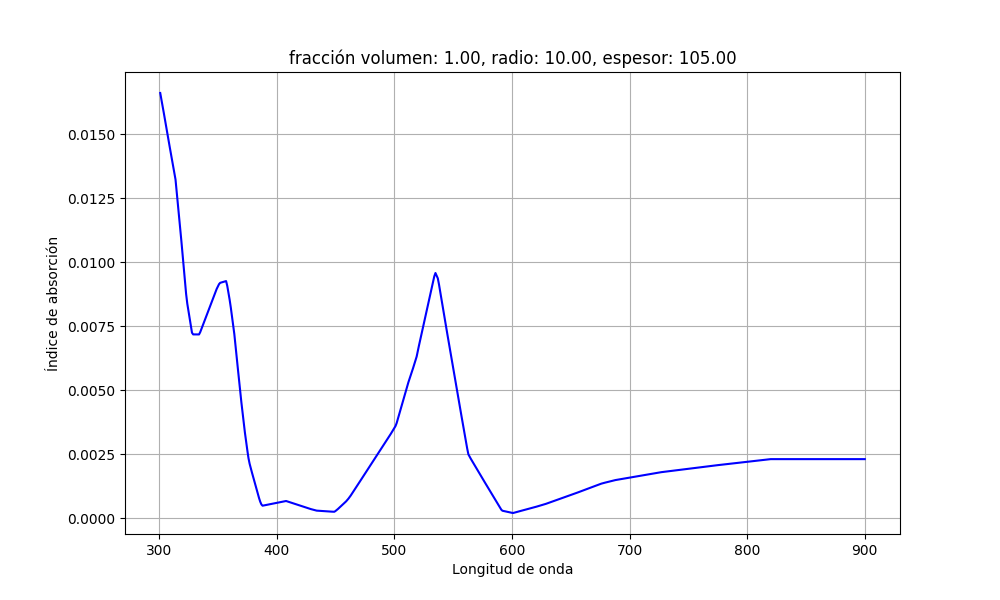 fracción volumen: 1.00, radio: 10.00, espesor: 105.00
Índice de absorción
0.0150
0.0125
0.0100
0.0075
0.0050
0.0025
0.0000
300 400 500 600 700 800 900
Longitud de onda